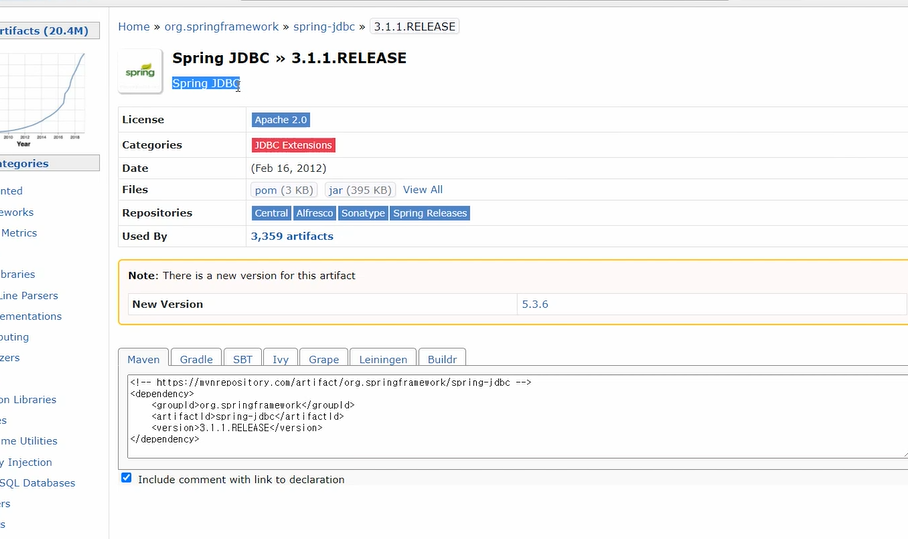 Artifacts (20.4M)
2010 2012 2014 2016 2018
Year
ategories
nted
eworks
Metrics
braries
Line Parsers
ementations
outing
zers
on Libraries
es
me Utilities
y Injection
SQL Databases
ers
s
Home » org.springframework » spring-jdbc » 3.1.1.RELEASE
spring
Spring JDBC » 3.1.1.RELEASE
Spring JDBC
License Apache 2.0
Categories JDBC Extensions
Date (Feb 16, 2012)
Files pom (3 KB) jar (395 KB) View All
Repositories Central Alfresco Sonatype Spring Releases
Used By 3,359 artifacts
Note: There is a new version for this artifact
New Version 5.3.6
Maven Gradle SBT Ivy Grape Leiningen Buildr
<!-- https://mvnrepository.com/artifact/org.springframework/spring-jdbc -->
<dependency>
<groupId>org.springframework</groupId>
<artifactId>spring-jdbc</artifactId>
<version>3.1.1.RELEASE</version>
</dependency>
Include comment with link to declaration